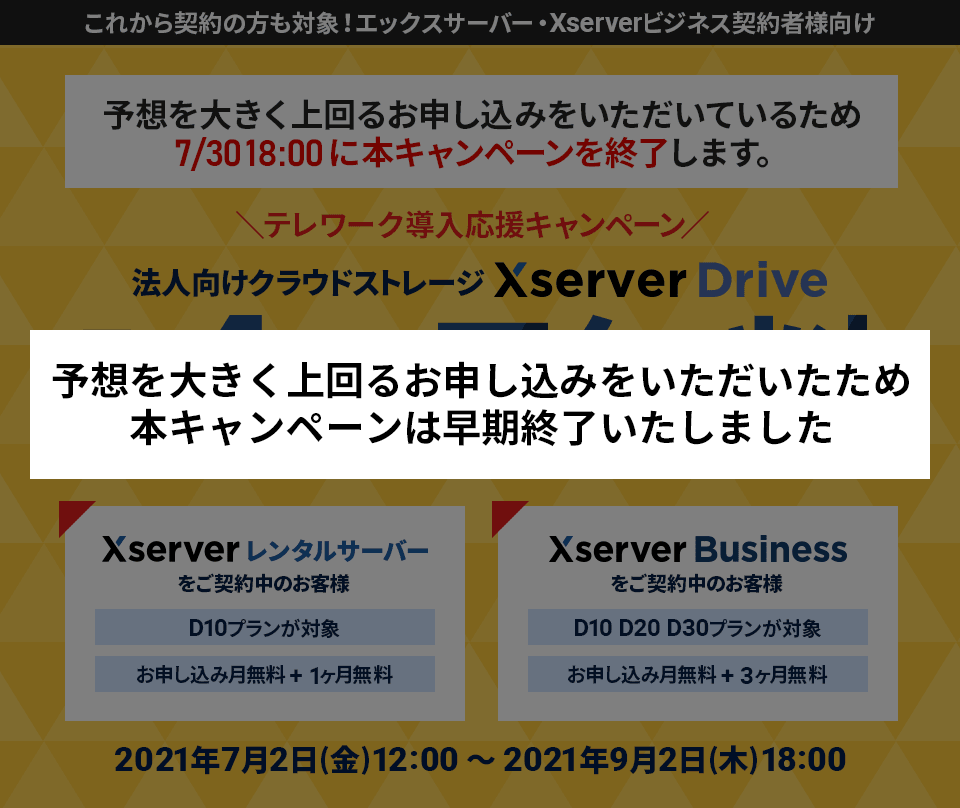 これから契約の方も対象！エックスサーバー・Xserverビジネス契約者様向け
予想を大きく上回るお申し込みをいただいているため
7/30 18:00 に本キャンペーンを終了します。
＼テレワーク導入応援キャンペーン／
法人向けクラウドストレージ Xserver Drive
予想を大きく上回るお申し込みをいただいたため
本キャンペーンは早期終了いたしました
Xserver レンタルサーバー
をご契約中のお客様
D10プランが対象
お申し込み月無料 + 1ヶ月無料
Xserver Business
をご契約中のお客様
D10 D20 D30プランが対象
お申し込み月無料 + 3ヶ月無料
2021年7月2日(金)12:00 ～ 2021年9月2日(木)18:00